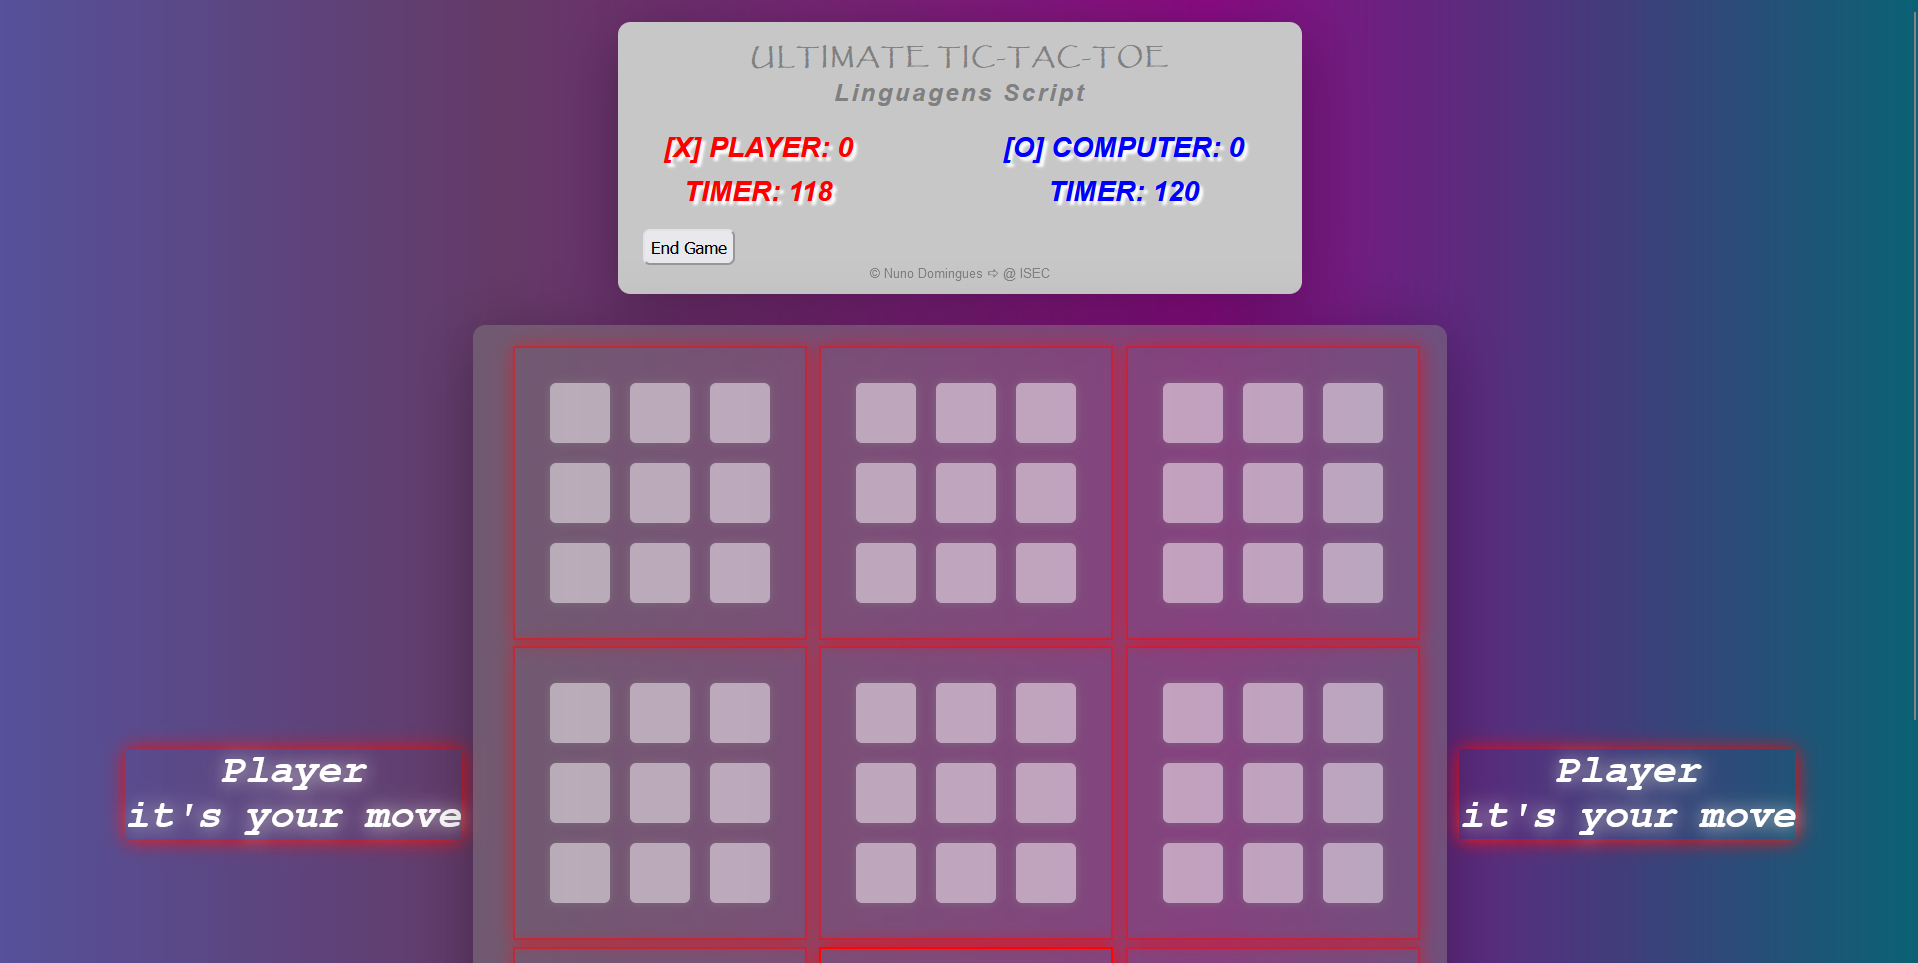 ULTIMATE TIC-TAC-TOE
Linguagens Script
[X] PLAYER: 0
[O] COMPUTER: 0
TIMER: 118
TIMER: 120
End Game
© Nuno Domingues ➪ @ ISEC
Player
it's your move
Player
it's your move